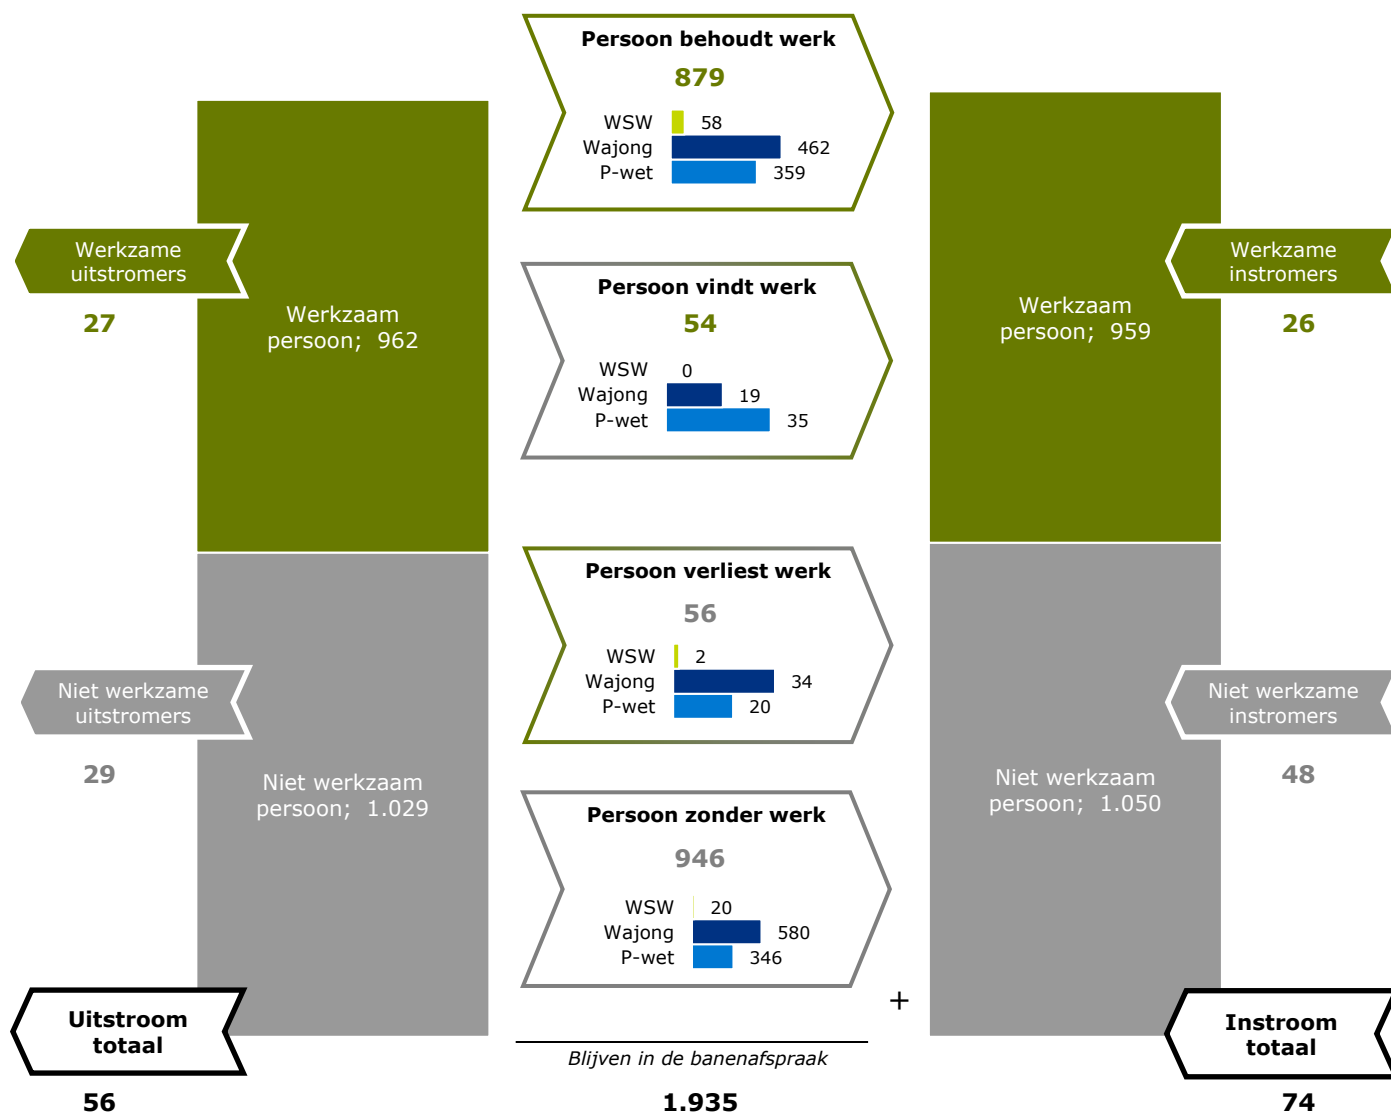 Persoon behoudt werk
879
WSW 58
Wajong 462
P-wet 359
Werkzame
uitstromers
27
Werkzaam
persoon; 962
Persoon vindt werk
54
WSW 0
Wajong 19
P-wet 35
Werkzaam
persoon; 959
Werkzame
instromers
26
Persoon verliest werk
56
WSW 2
Wajong 34
P-wet 20
Niet werkzame
uitstromers
29
Niet werkzaam
persoon; 1.029
Persoon zonder werk
946
WSW 20
Wajong 580
P-wet 346
Niet werkzaam
persoon; 1.050
Niet werkzame
instromers
48
+
Uitstroom
totaal
56
Blijven in de banenafspraak
1.935
Instroom
totaal
74